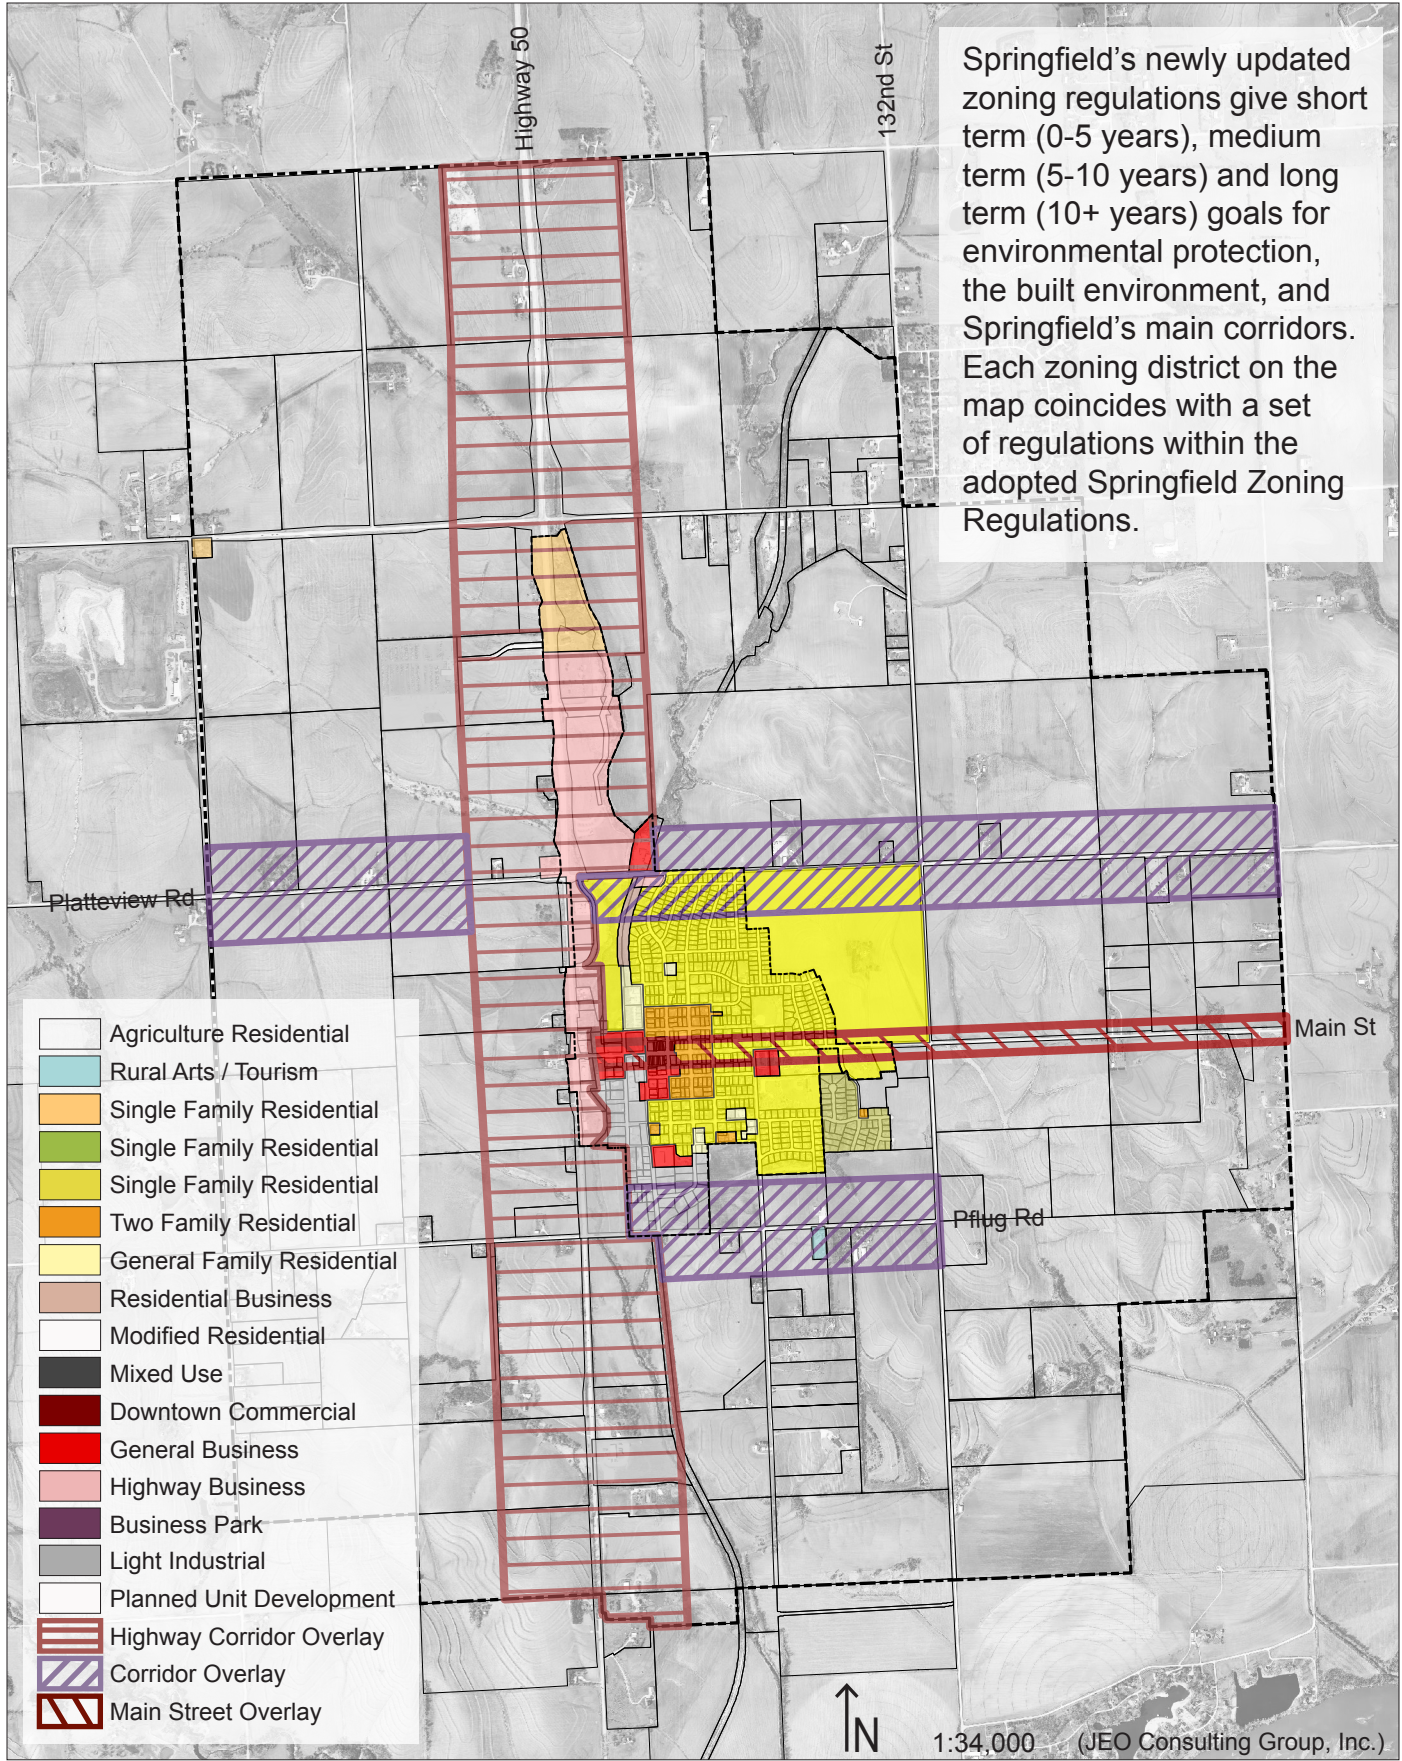 Highway 50
132nd St
Springfield’s newly updated
zoning regulations give short
term (0-5 years), medium
term (5-10 years) and long
term (10+ years) goals for
environmental protection,
the built environment, and
Springfield’s main corridors.
Each zoning district on the
map coincides with a set
of regulations within the
adopted Springfield Zoning
Regulations.
Platteview Rd
Main St
Pflug Rd
Agriculture Residential
Rural Arts / Tourism
Single Family Residential
Single Family Residential
Single Family Residential
Two Family Residential
General Family Residential
Residential Business
Modified Residential
Mixed Use
Downtown Commercial
General Business
Highway Business
Business Park
Light Industrial
Planned Unit Development
Highway Corridor Overlay
Corridor Overlay
Main Street Overlay
N
1:34,000 (JEO Consulting Group, Inc.)